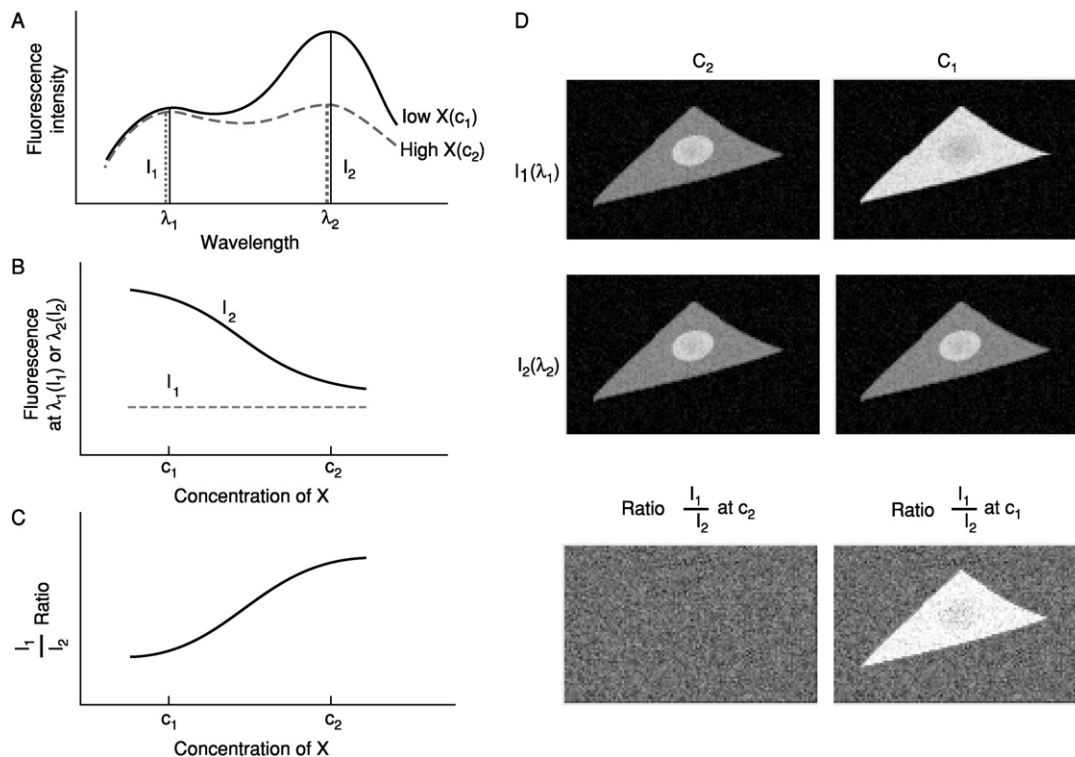 A
Fluorescence
intensity
I₁
I₂
low X(c₁)
High X(c₂)
λ₁
λ₂
Wavelength
B
Fluorescence
at λ₁(I₁) or λ₂(I₂)
I₂
I₁
c₁
c₂
Concentration of X
C
I₁/I₂ Ratio
c₁
c₂
Concentration of X
D
C₂
C₁
I₁(λ₁)
I₂(λ₂)
Ratio I₁/I₂ at c₂
Ratio I₁/I₂ at c₁